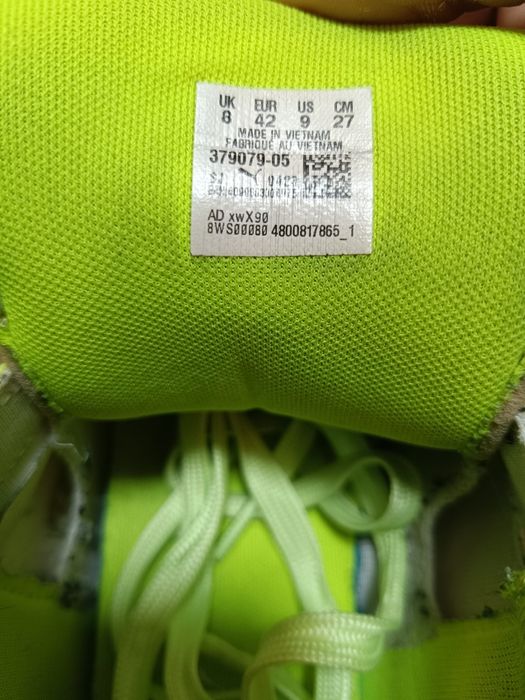 UK EUR US CM
8 42 9 27
MADE IN VIETNAM
FABRIQUÉ AU VIETNAM
379079-05
AD xwX90
8WS00080 4800817865_1